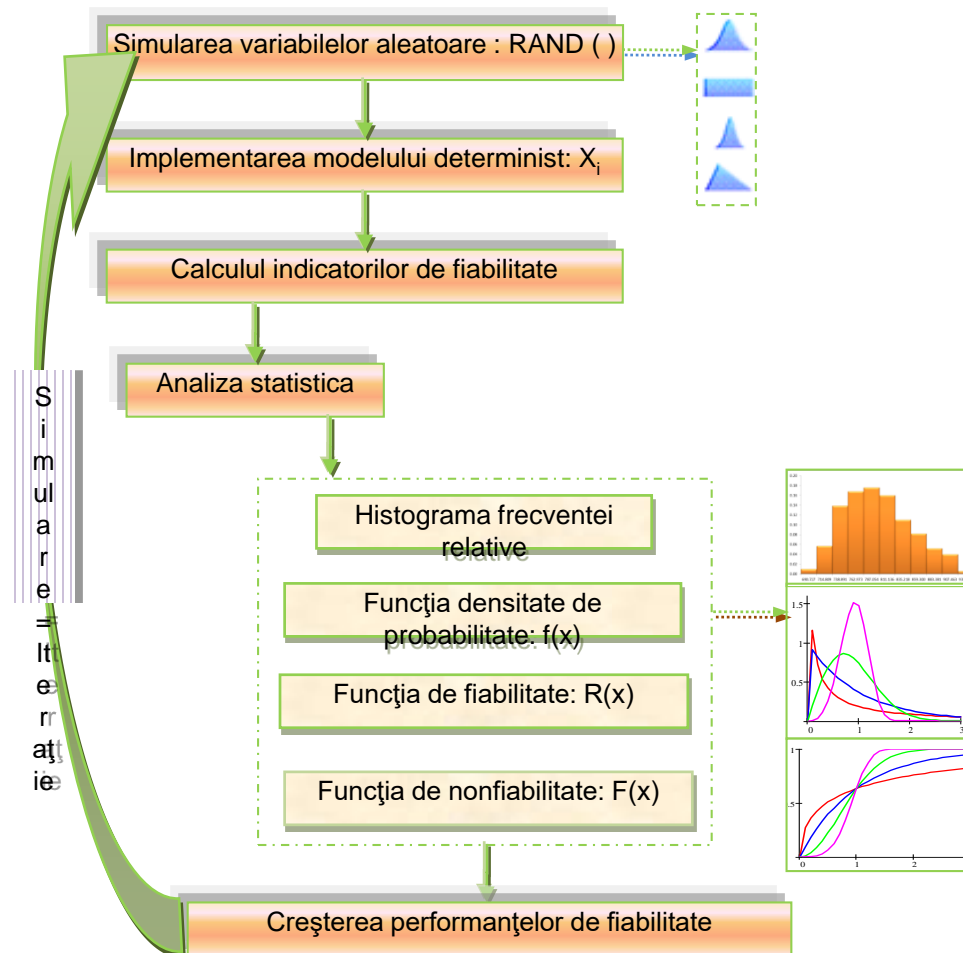 Simularea variabilelor aleatoare : RAND ( )
Implementarea modelului determinist: Xi
Calculul indicatorilor de fiabilitate
Analiza statistica
S
i
m
ul
a
r
e
=
It
e
r
aţ
ie
Histograma frecventei
relative
Funcţia densitate de
probabilitate: f(x)
Funcţia de fiabilitate: R(x)
Funcţia de nonfiabilitate: F(x)
1.5
1
0.5
0 1 2 3
1
.5
0 1 2
Creşterea performanţelor de fiabilitate